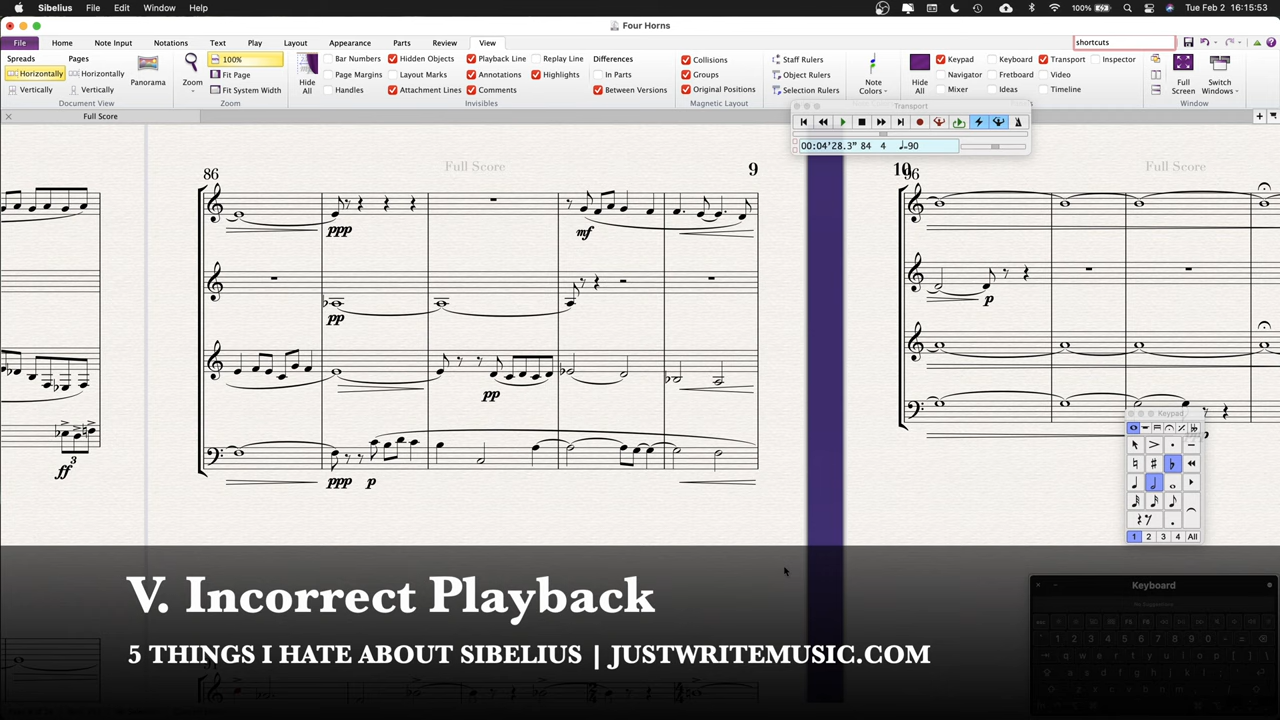 Sibelius File Edit Window Help
100% Tue Feb 2 16:15:53
Four Horns
File Home Note Input Notations Text Play Layout Appearance Parts Review View shortcuts
Spreads Pages 100% Bar Numbers Hidden Objects Playback Line Replay Line Differences Collisions Staff Rulers Keypad Keyboard Transport Inspector
Horizontally Horizontally Panorama Zoom Fit Page Hide All Page Margins Layout Marks Annotations Highlights In Parts Groups Object Rulers Note Colors Hide All Navigator Fretboard Video Full Screen Switch Windows
Vertically Vertically Fit System Width Handles Attachment Lines Comments Between Versions Original Positions Selection Rulers Mixer Ideas Timeline
Document View Zoom Invisibles Magnetic Layout Window
Transport
Full Score
00:04'28.3" 84 4 ♩=90
Full Score
Full Score
86
9
10
96
ppp
mf
p
pp
pp
3
ff
ppp p
Keypad
1 2 3 4 All
V. Incorrect Playback
5 THINGS I HATE ABOUT SIBELIUS | JUSTWRITEMUSIC.COM
Keyboard